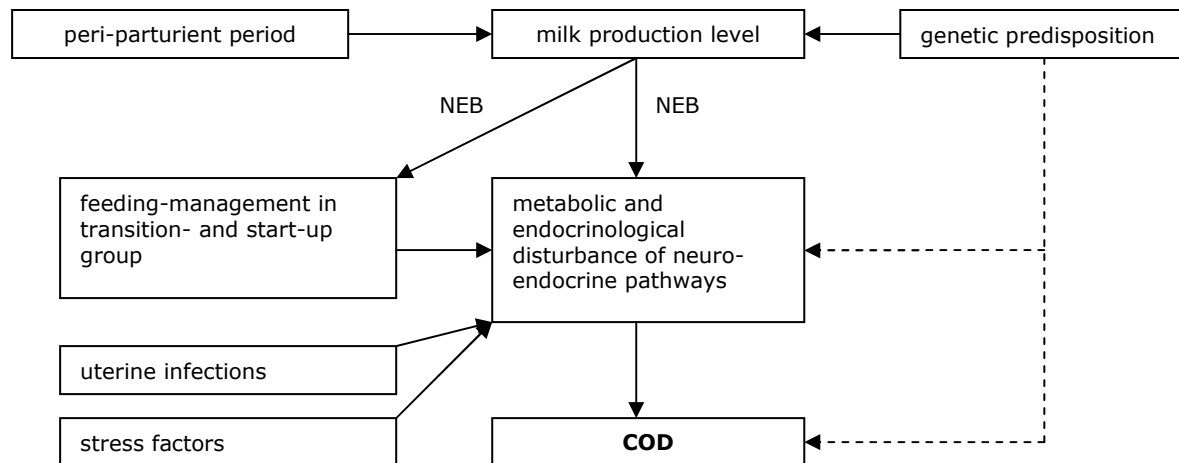 peri-parturient period
milk production level
genetic predisposition
NEB
NEB
feeding-management in
transition- and start-up
group
metabolic and
endocrinological
disturbance of neuro-
endocrine pathways
uterine infections
stress factors
COD